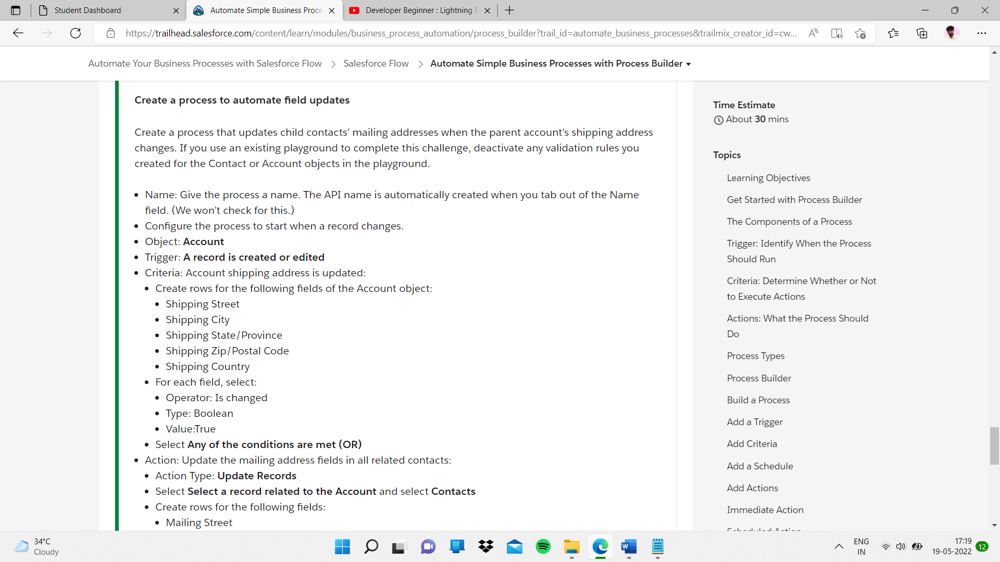 Student Dashboard
Automate Simple Business Proce
Developer Beginner : Lightning F
https://trailhead.salesforce.com/content/learn/modules/business_process_automation/process_builder?trail_id=automate_business_processes&trailmix_creator_id=cw...
Automate Your Business Processes with Salesforce Flow
Salesforce Flow
Automate Simple Business Processes with Process Builder
Create a process to automate field updates
Create a process that updates child contacts’ mailing addresses when the parent account's shipping address
changes. If you use an existing playground to complete this challenge, deactivate any validation rules you
created for the Contact or Account objects in the playground.
Name: Give the process a name. The API name is automatically created when you tab out of the Name
field. (We won’t check for this.)
Configure the process to start when a record changes.
Object: Account
Trigger: A record is created or edited
Criteria: Account shipping address is updated:
Create rows for the following fields of the Account object:
Shipping Street
Shipping City
Shipping State/Province
Shipping Zip/Postal Code
Shipping Country
For each field, select:
Operator: Is changed
Type: Boolean
Value:True
Select Any of the conditions are met (OR)
Action: Update the mailing address fields in all related contacts:
Action Type: Update Records
Select Select a record related to the Account and select Contacts
Create rows for the following fields:
Mailing Street
Time Estimate
About 30 mins
Topics
Learning Objectives
Get Started with Process Builder
The Components of a Process
Trigger: Identify When the Process
Should Run
Criteria: Determine Whether or Not
to Execute Actions
Actions: What the Process Should
Do
Process Types
Process Builder
Build a Process
Add a Trigger
Add Criteria
Add a Schedule
Add Actions
Immediate Action
Scheduled Action
34°C
Cloudy
ENG
IN
17:19
19-05-2022
12